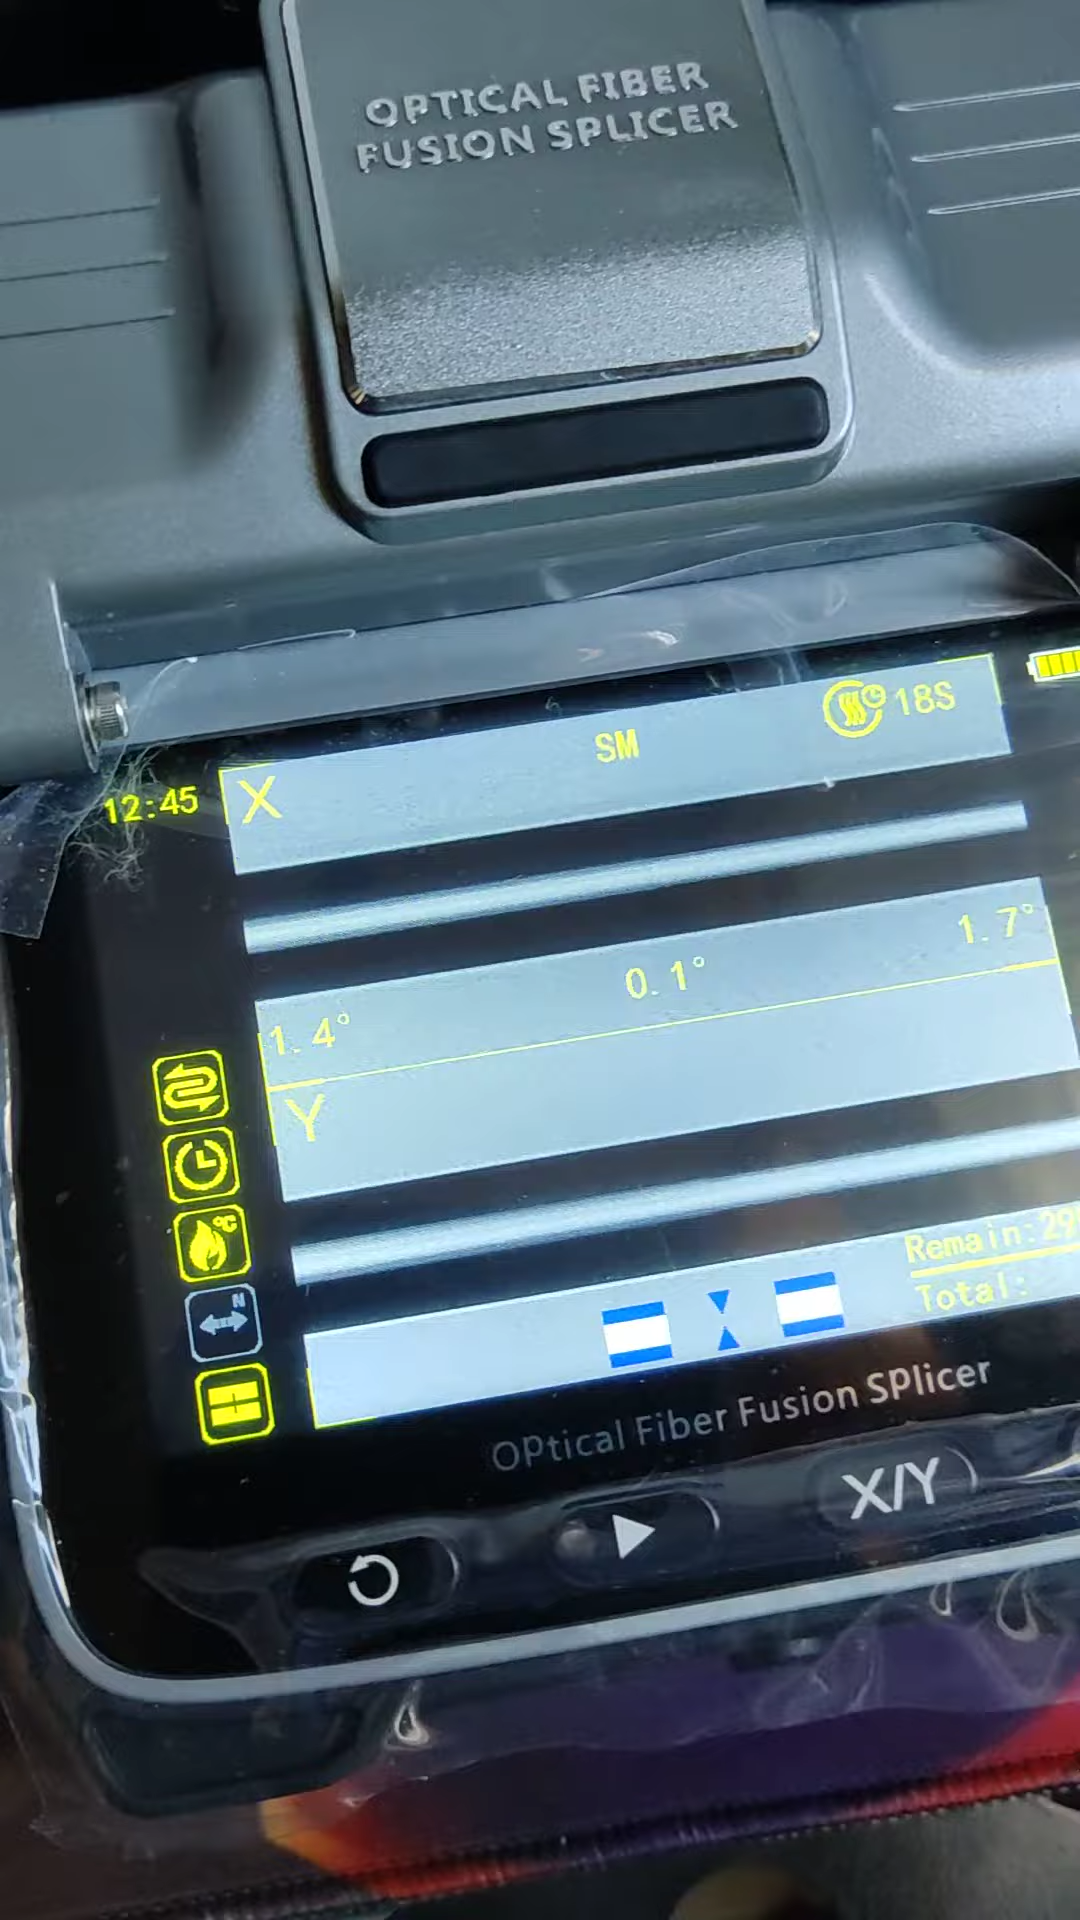 OPTICAL FIBER
FUSION SPLICER
SM
18S
12:45
X
1.4°
0.1°
1.7°
Y
°C
N
Remain:29
Total:
OPtical Fiber Fusion SPlicer
X/Y